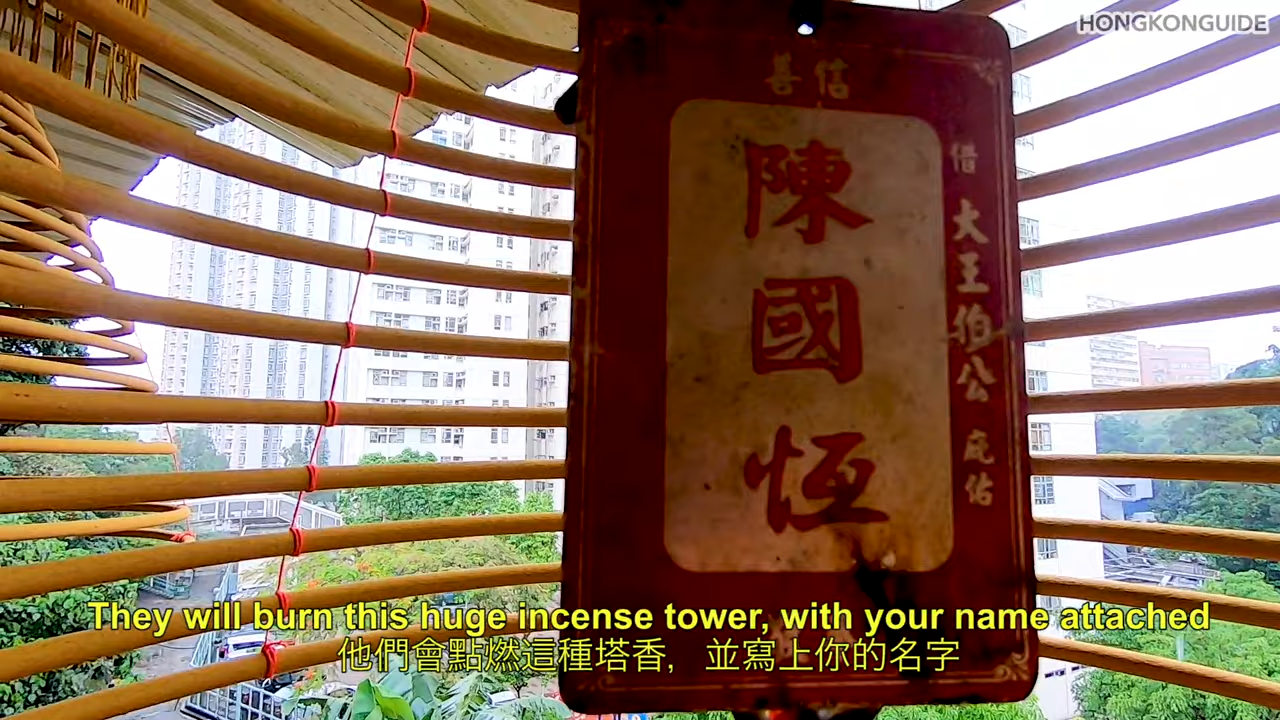 HONGKONGUIDE
善信
陳國恆
借大王伯公庇佑
They will burn this huge incense tower, with your name attached
他們會點燃這種塔香, 並寫上你的名字